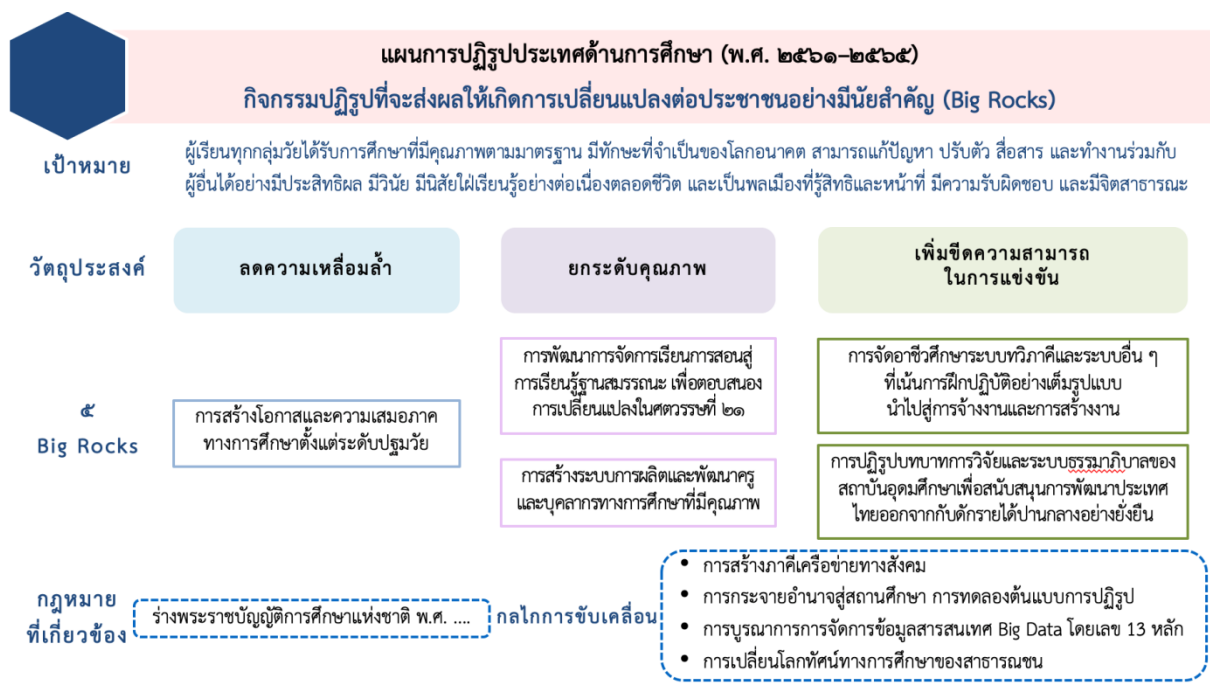 แผนการปฏิรูปประเทศด้านการศึกษา (พ.ศ. ๒๕๖๑–๒๕๖๕)
กิจกรรมปฏิรูปที่จะส่งผลให้เกิดการเปลี่ยนแปลงต่อประชาชนอย่างมีนัยสำคัญ (Big Rocks)
เป้าหมาย
ผู้เรียนทุกกลุ่มวัยได้รับการศึกษาที่มีคุณภาพตามมาตรฐาน มีทักษะที่จำเป็นของโลกอนาคต สามารถแก้ปัญหา ปรับตัว สื่อสาร และทำงานร่วมกับ
ผู้อื่นได้อย่างมีประสิทธิผล มีวินัย มีนิสัยใฝ่เรียนรู้อย่างต่อเนื่องตลอดชีวิต และเป็นพลเมืองที่รู้สิทธิและหน้าที่ มีความรับผิดชอบ และมีจิตสาธารณะ
วัตถุประสงค์
ลดความเหลื่อมล้ำ
ยกระดับคุณภาพ
เพิ่มขีดความสามารถ
ในการแข่งขัน
๕
Big Rocks
การสร้างโอกาสและความเสมอภาค
ทางการศึกษาตั้งแต่ระดับปฐมวัย
การพัฒนาการจัดการเรียนการสอนสู่
การเรียนรู้ฐานสมรรถนะ เพื่อตอบสนอง
การเปลี่ยนแปลงในศตวรรษที่ ๒๑
การสร้างระบบการผลิตและพัฒนาครู
และบุคลากรทางการศึกษาที่มีคุณภาพ
การจัดอาชีวศึกษาระบบทวิภาคีและระบบอื่น ๆ
ที่เน้นการฝึกปฏิบัติอย่างเต็มรูปแบบ
นำไปสู่การจ้างงานและการสร้างงาน
การปฏิรูปบทบาทการวิจัยและระบบธรรมาภิบาลของ
สถาบันอุดมศึกษาเพื่อสนับสนุนการพัฒนาประเทศ
ไทยออกจากกับดักรายได้ปานกลางอย่างยั่งยืน
กฎหมาย
ที่เกี่ยวข้อง
ร่างพระราชบัญญัติการศึกษาแห่งชาติ พ.ศ. ....
กลไกการขับเคลื่อน
• การสร้างภาคีเครือข่ายทางสังคม
• การกระจายอำนาจสู่สถานศึกษา การทดลองต้นแบบการปฏิรูป
• การบูรณาการการจัดการข้อมูลสารสนเทศ Big Data โดยเลข 13 หลัก
• การเปลี่ยนโลกทัศน์ทางการศึกษาของสาธารณชน